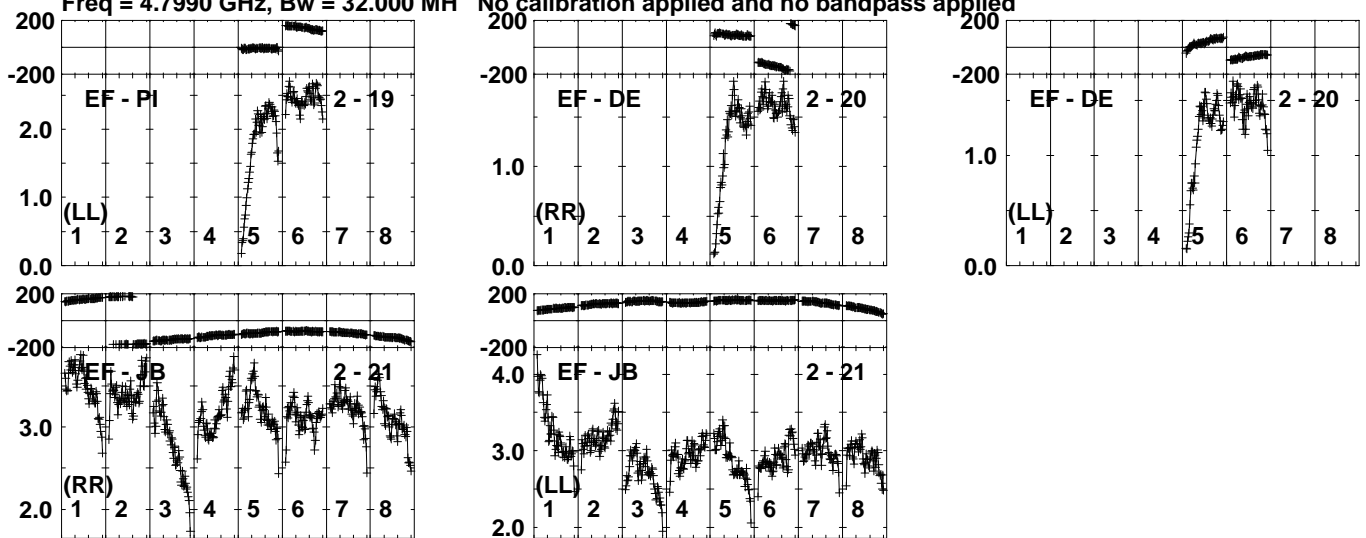 Freq = 4.7990 GHz, Bw = 32.000 MH No calibration applied and no bandpass applied
200
-200
EF - PI 2 - 19
2.0
1.0
(LL)
1 2 3 4 5 6 7 8
0.0
200
-200
EF - DE 2 - 20
1.0
(RR)
1 2 3 4 5 6 7 8
0.0
200
-200
EF - DE 2 - 20
1.0
(LL)
1 2 3 4 5 6 7 8
0.0
200
-200
EF - JB 2 - 21
3.0
(RR)
1 2 3 4 5 6 7 8
2.0
200
-200
EF - JB 2 - 21
4.0
3.0
(LL)
1 2 3 4 5 6 7 8
2.0